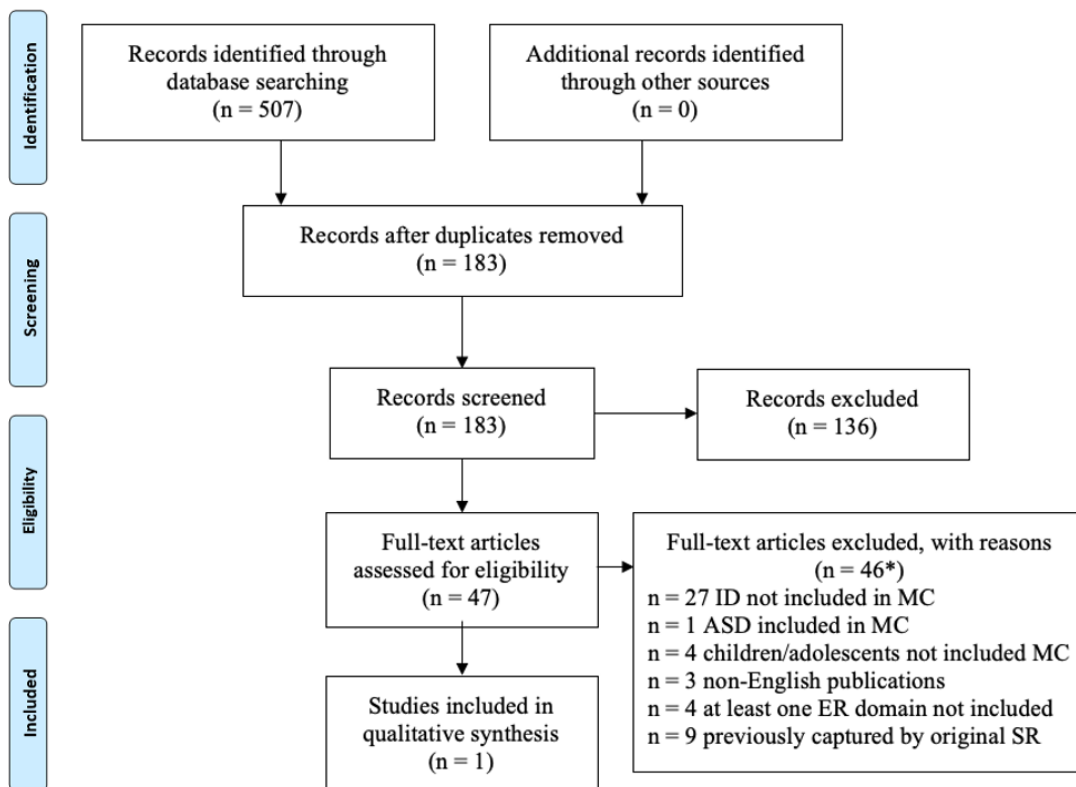 Identification
Records identified through
database searching
(n = 507)
Additional records identified
through other sources
(n = 0)
Screening
Records after duplicates removed
(n = 183)
Records screened
(n = 183)
Records excluded
(n = 136)
Eligibility
Full-text articles
assessed for eligibility
(n = 47)
Full-text articles excluded, with reasons
(n = 46*)
n = 27 ID not included in MC
n = 1 ASD included in MC
n = 4 children/adolescents not included MC
n = 3 non-English publications
n = 4 at least one ER domain not included
n = 9 previously captured by original SR
Included
Studies included in
qualitative synthesis
(n = 1)